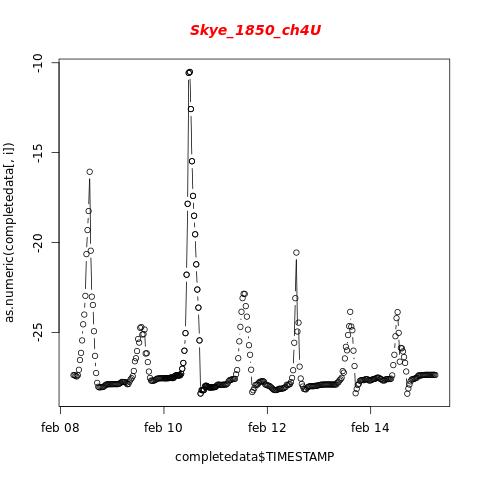 Skye_1850_ch4U
as.numeric(completedata[, i])
-10
-15
-20
-25
feb 08
feb 10
feb 12
feb 14
completedata$TIMESTAMP